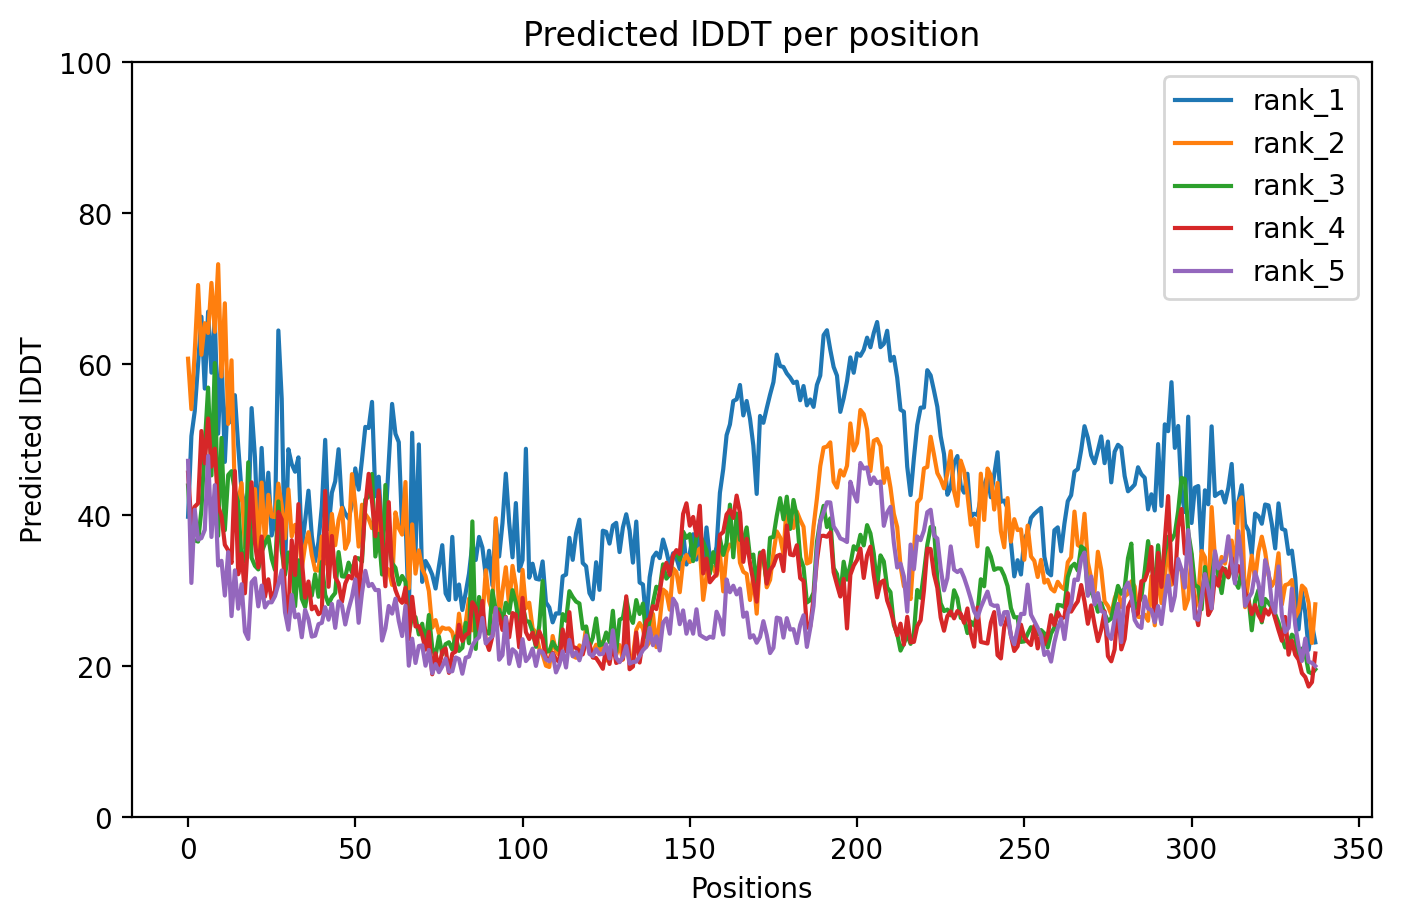 Predicted lDDT per position
100
80
60
40
20
0
Predicted lDDT
0 50 100 150 200 250 300 350
Positions
rank_1
rank_2
rank_3
rank_4
rank_5